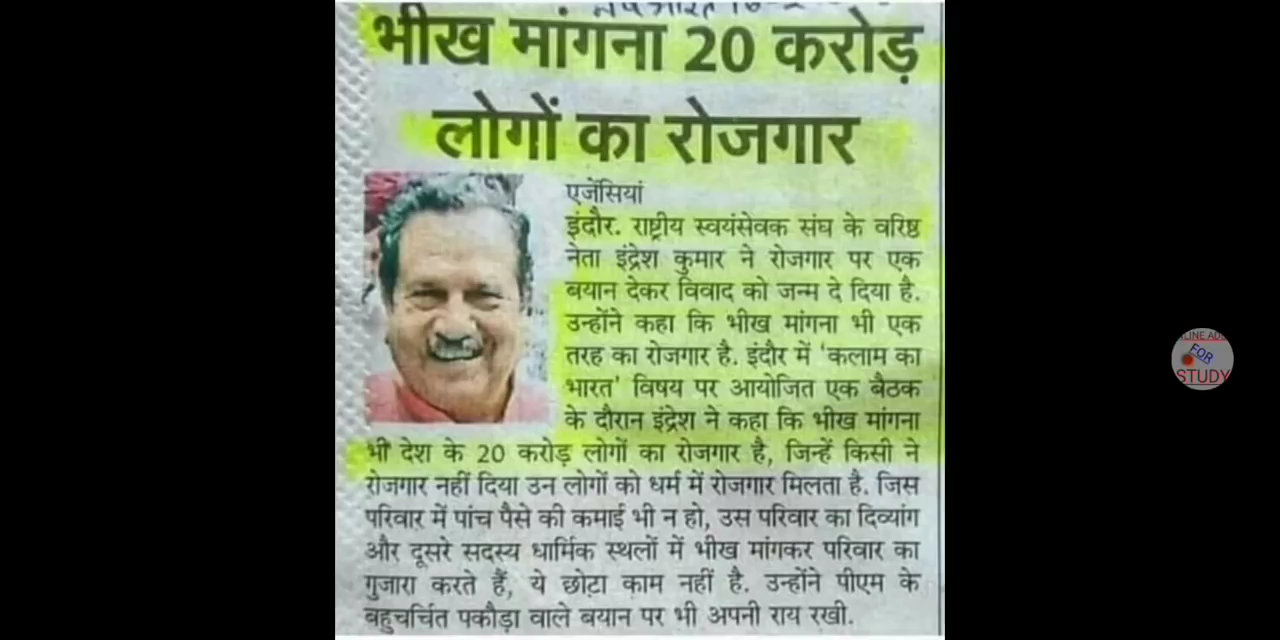 भीख मांगना 20 करोड़
लोगों का रोजगार
एजेंसियां
इंदौर. राष्ट्रीय स्वयंसेवक संघ के वरिष्ठ
नेता इंद्रेश कुमार ने रोजगार पर एक
बयान देकर विवाद को जन्म दे दिया है.
उन्होंने कहा कि भीख मांगना भी एक
तरह का रोजगार है. इंदौर में 'कलाम का
भारत' विषय पर आयोजित एक बैठक
के दौरान इंद्रेश ने कहा कि भीख मांगना
भी देश के 20 करोड़ लोगों का रोजगार है, जिन्हें किसी ने
रोजगार नहीं दिया उन लोगों को धर्म में रोजगार मिलता है. जिस
परिवार में पांच पैसे की कमाई भी न हो, उस परिवार का दिव्यांग
और दूसरे सदस्य धार्मिक स्थलों में भीख मांगकर परिवार का
गुजारा करते हैं, ये छोटा काम नहीं है. उन्होंने पीएम के
बहुचर्चित पकौड़ा वाले बयान पर भी अपनी राय रखी.
FOR
STUDY